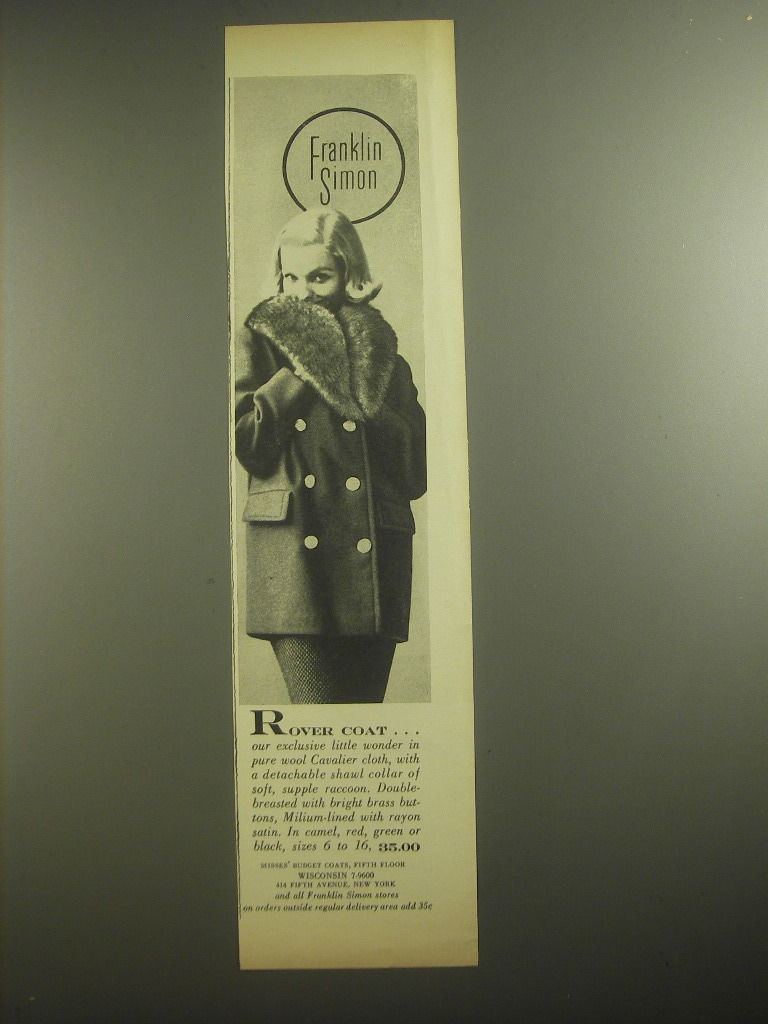 Franklin
Simon
ROVER COAT . . .
our exclusive little wonder in
pure wool Cavalier cloth, with
a detachable shawl collar of
soft, supple raccoon. Double-
breasted with bright brass but-
tons, Milium-lined with rayon
satin. In camel, red, green or
black, sizes 6 to 16, 35.00
MISSES' BUDGET COATS, FIFTH FLOOR
WISCONSIN 7-9600
414 FIFTH AVENUE, NEW YORK
and all Franklin Simon stores
on orders outside regular delivery area add 35c